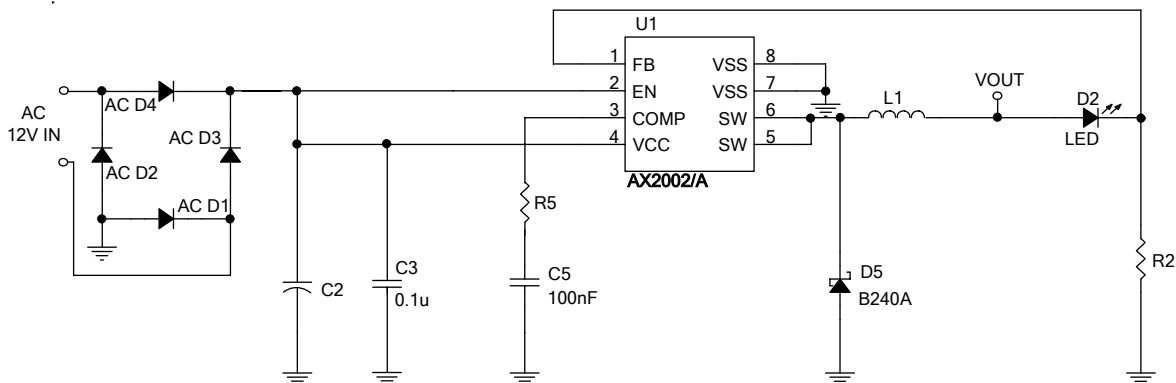 U1
1 FB VSS 8
2 EN VSS 7
3 COMP SW 6
4 VCC SW 5
AX2002/A
AC
12V IN
AC D4
AC D3
AC D2
AC D1
L1
VOUT
D2
LED
R5
C2
C3
0.1u
C5
100nF
D5
B240A
R2